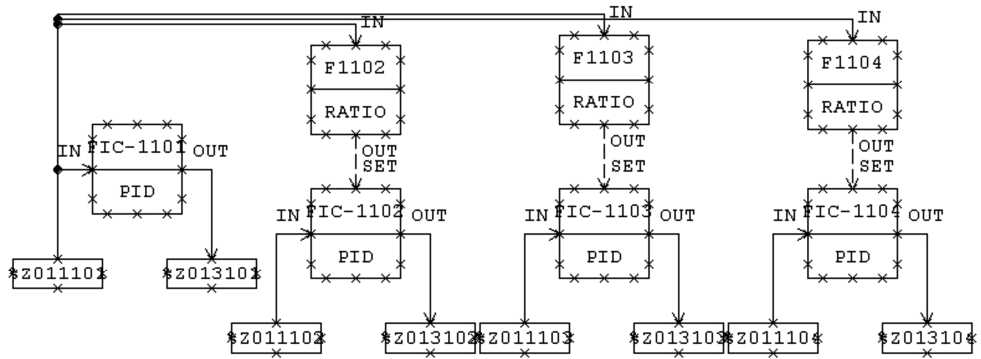 IN
IN
IN
F1102
F1103
F1104
RATIO
RATIO
RATIO
IN
FIC-1101
OUT
PID
OUT
SET
OUT
SET
OUT
SET
IN
FIC-1102
OUT
PID
IN
FIC-1103
OUT
PID
IN
FIC-1104
OUT
PID
%Z011101
%Z013101
%Z011102
%Z013102
%Z011103
%Z013103
%Z011104
%Z013104